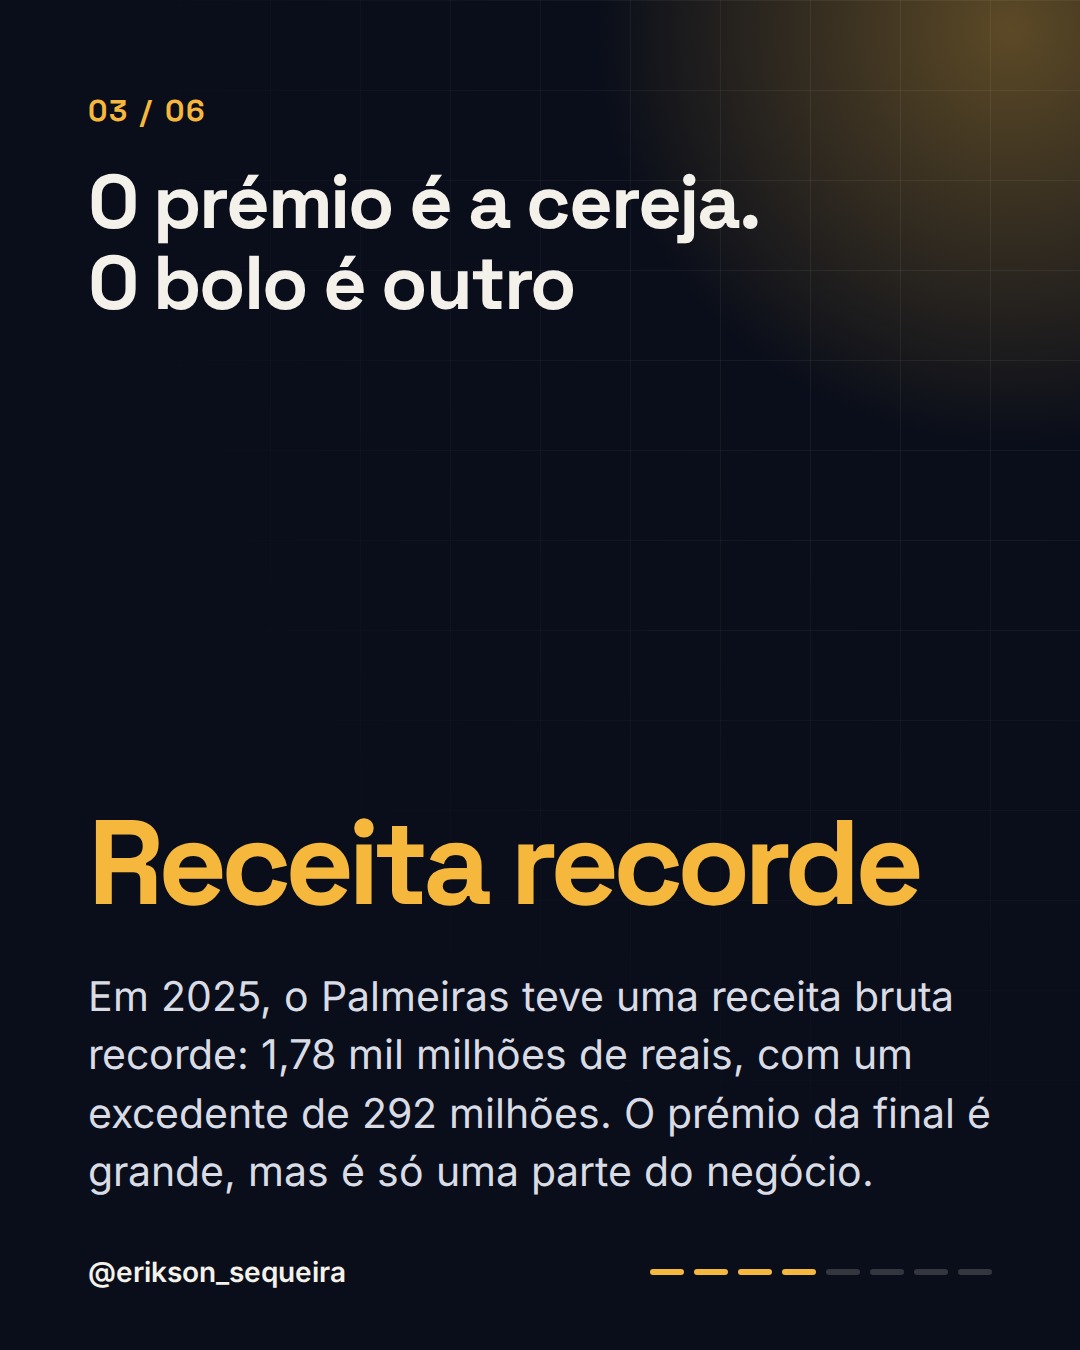 03 / 06
O prémio é a cereja.
O bolo é outro
Receita recorde
Em 2025, o Palmeiras teve uma receita bruta
recorde: 1,78 mil milhões de reais, com um
excedente de 292 milhões. O prémio da final é
grande, mas é só uma parte do negócio.
@erikson_sequeira